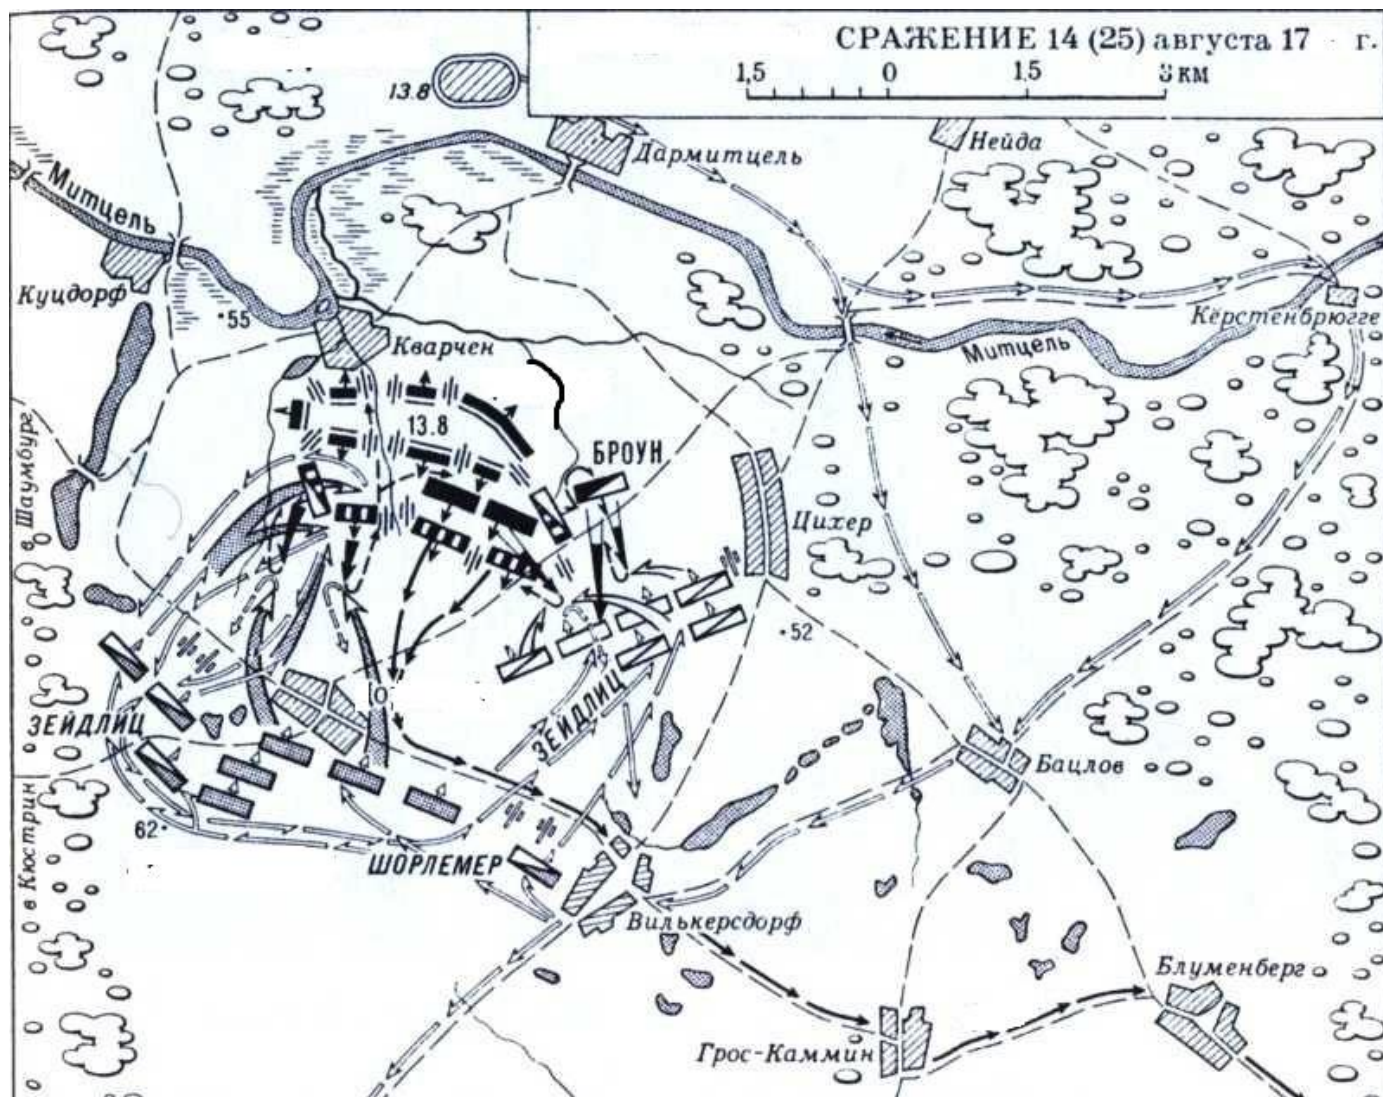 СРАЖЕНИЕ 14 (25) августа 17 г.
1,5 0 1,5 3 км
13.8
Дармитцель
Нейда
Митцель
Куцдорф
55
Кварчен
Кёрстенбрюгге
Митцель
в Шаумбург
13.8
БРОУН
Цихер
52
ЗЕЙДЛИЦ
ЗЕЙДЛИЦ
Бацлов
в Кюстрин
62
ШОРЛЕМЕР
Вилькерсдорф
Блуменберг
Грос-Каммин